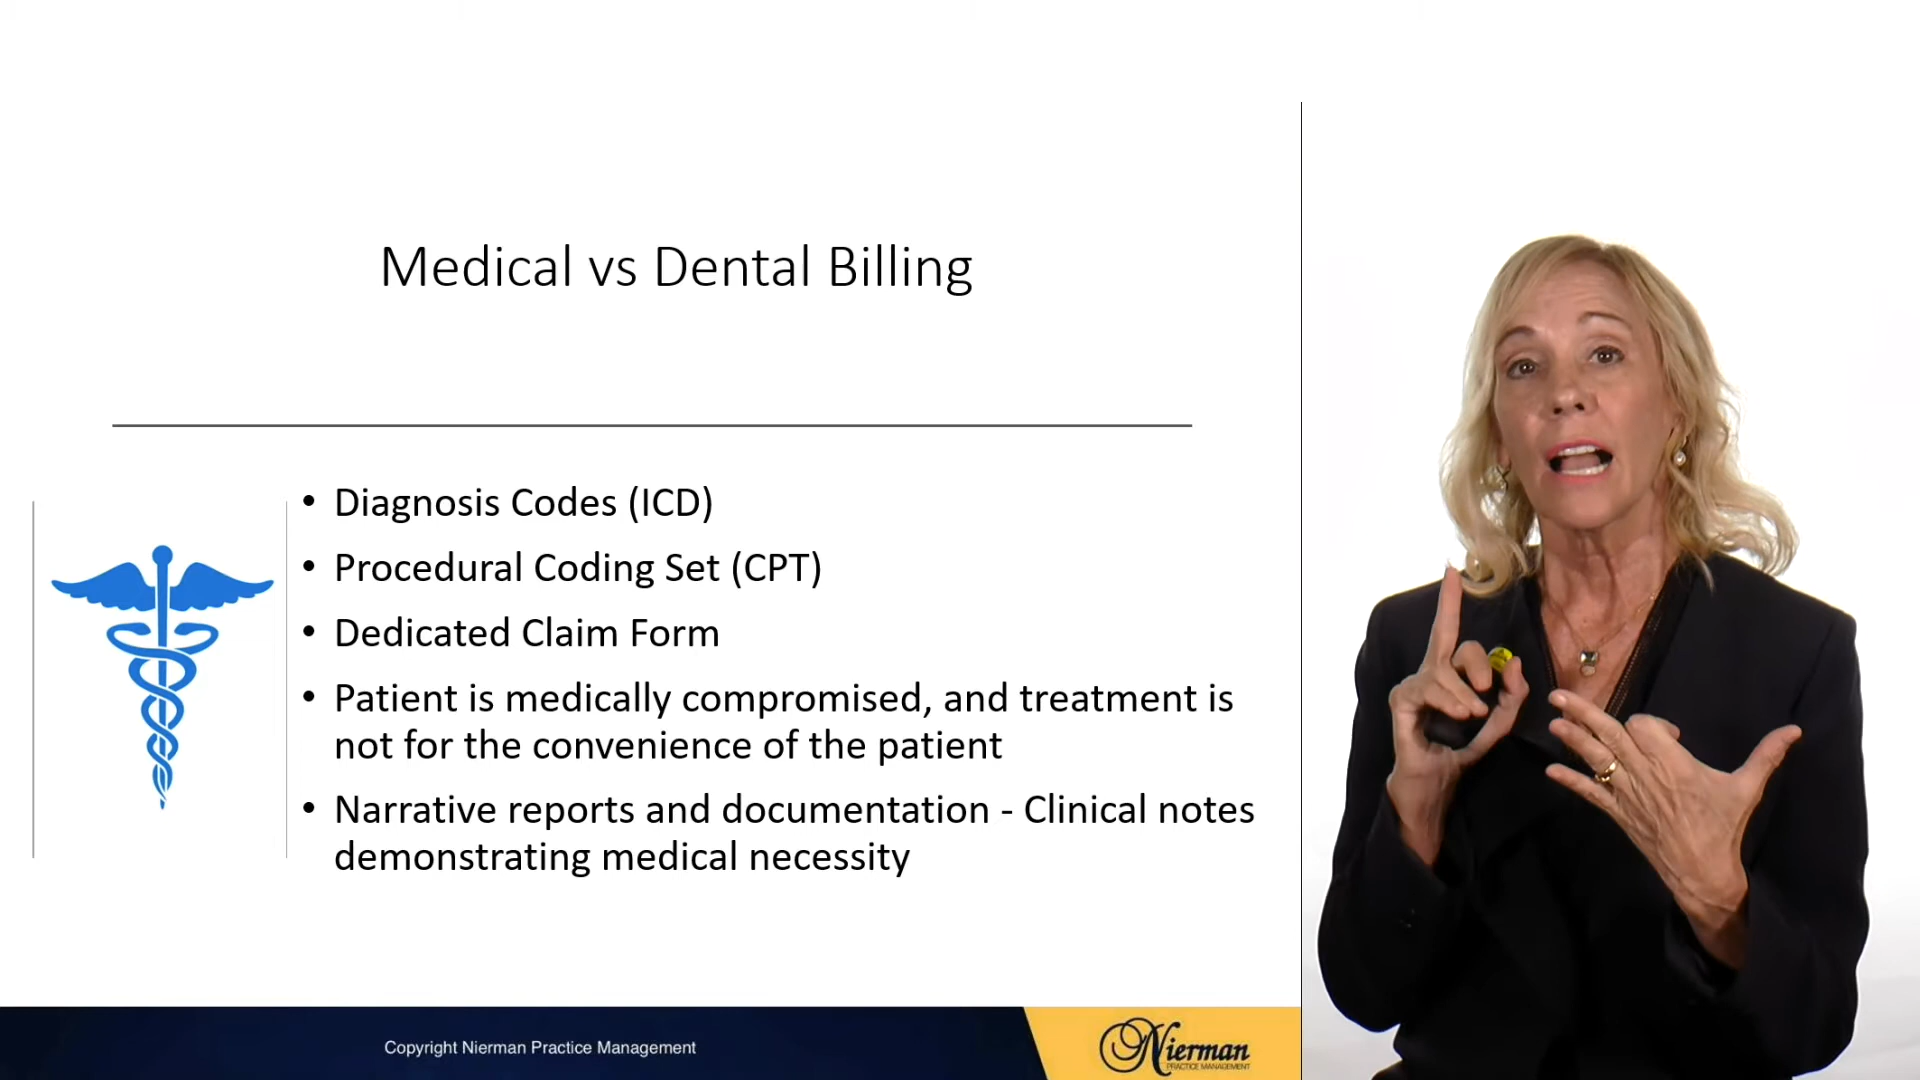 Medical vs Dental Billing
• Diagnosis Codes (ICD)
• Procedural Coding Set (CPT)
• Dedicated Claim Form
• Patient is medically compromised, and treatment is
not for the convenience of the patient
• Narrative reports and documentation - Clinical notes
demonstrating medical necessity
Copyright Nierman Practice Management
Nierman
PRACTICE MANAGEMENT